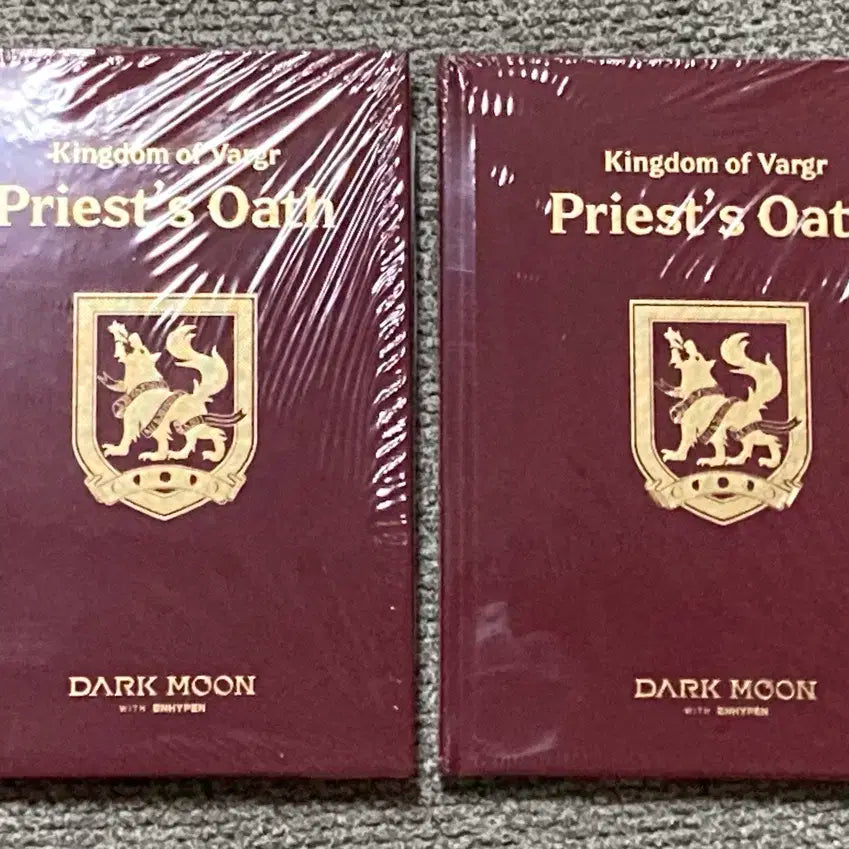 Kingdom of Vargr
Priest's Oath
DARK MOON
WITH ENHYPEN
Kingdom of Vargr
Priest's Oat
DARK MOON
WITH ENHYPEN